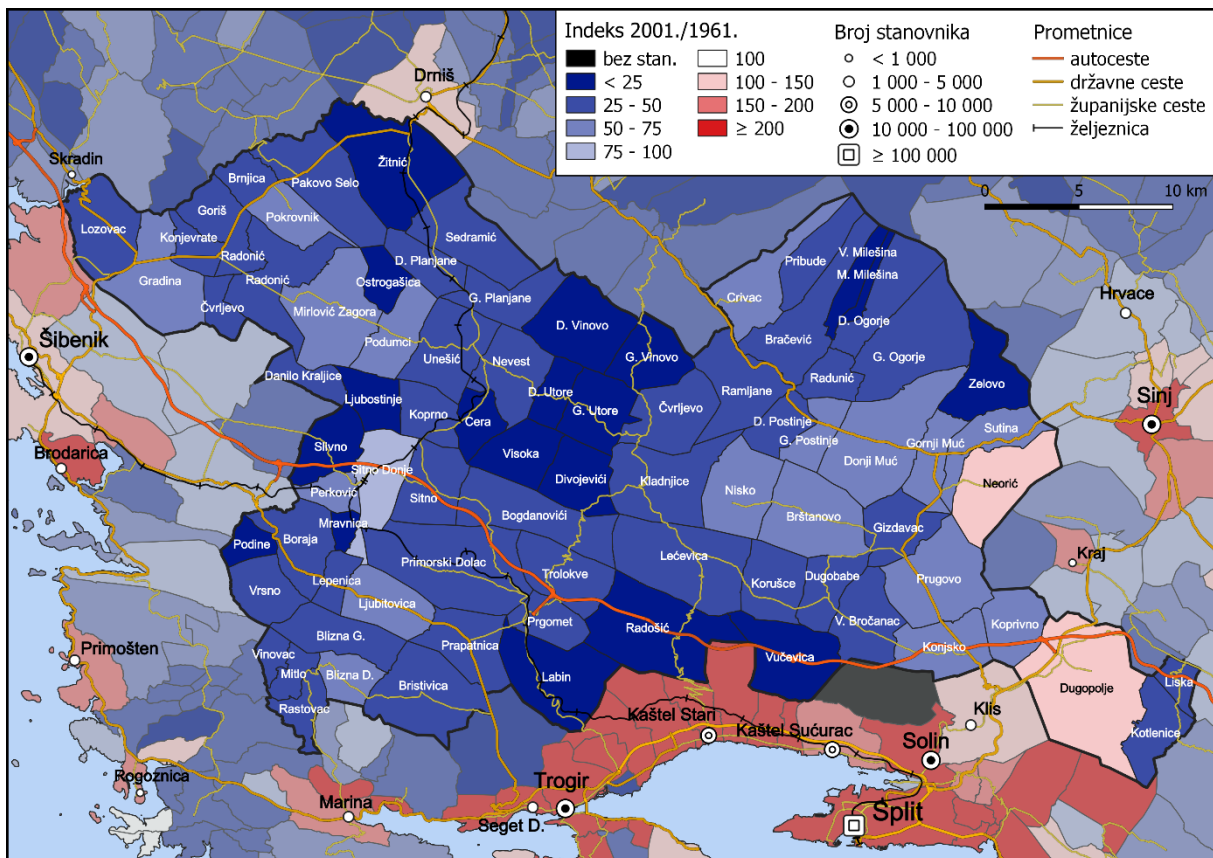 Indeks 2001./1961.
bez stan.
< 25
25 - 50
50 - 75
75 - 100
100
100 - 150
150 - 200
≥ 200
Broj stanovnika
< 1 000
1 000 - 5 000
5 000 - 10 000
10 000 - 100 000
≥ 100 000
Prometnice
autoceste
državne ceste
županijske ceste
željeznica
0 5 10 km
Drniš
Skradin
Žitnić
Brnjica
Pakovo Selo
Goriš
Pokrovnik
Lozovac
Konjevrate
Sedramić
Radonić
D. Planjane
Gradina
Radonić
Ostrogašica
Čvrljevo
Mirlović Zagora
G. Planjane
V. Milešina
Pribude
M. Milešina
Crivac
Hrvace
D. Ogorje
Šibenik
Podumci
D. Vinovo
Bračević
Unešić
Nevest
G. Vinovo
G. Ogorje
Danilo Kraljice
Radunić
Zelovo
Ljubostinje
Koprno
D. Utore
Ramljane
Sinj
G. Utore
Čvrljevo
Cera
D. Postinje
Sutina
Slivno
G. Postinje
Gornji Muć
Visoka
Donji Muć
Brodarica
Sitno Donje
Divojevići
Kladnjice
Neorić
Perković
Sitno
Nisko
Bogdanovići
Brštanovo
Mravnica
Gizdavac
Podine
Boraja
Primorski Dolac
Lećevica
Kraj
Trolokve
Korušce
Dugobabe
Prugovo
Vrsno
Lepenica
Ljubitovica
Prgomet
Radošić
V. Bročanac
Koprivno
Blizna G.
Prapatnica
Konjsko
Primošten
Vinovac
Vučevica
Mitlo
Blizna D.
Labin
Liska
Bristivica
Dugopolje
Rastovac
Kaštel Stari
Klis
Kotlenice
Kaštel Sućurac
Solin
Rogoznica
Trogir
Marina
Seget D.
Split